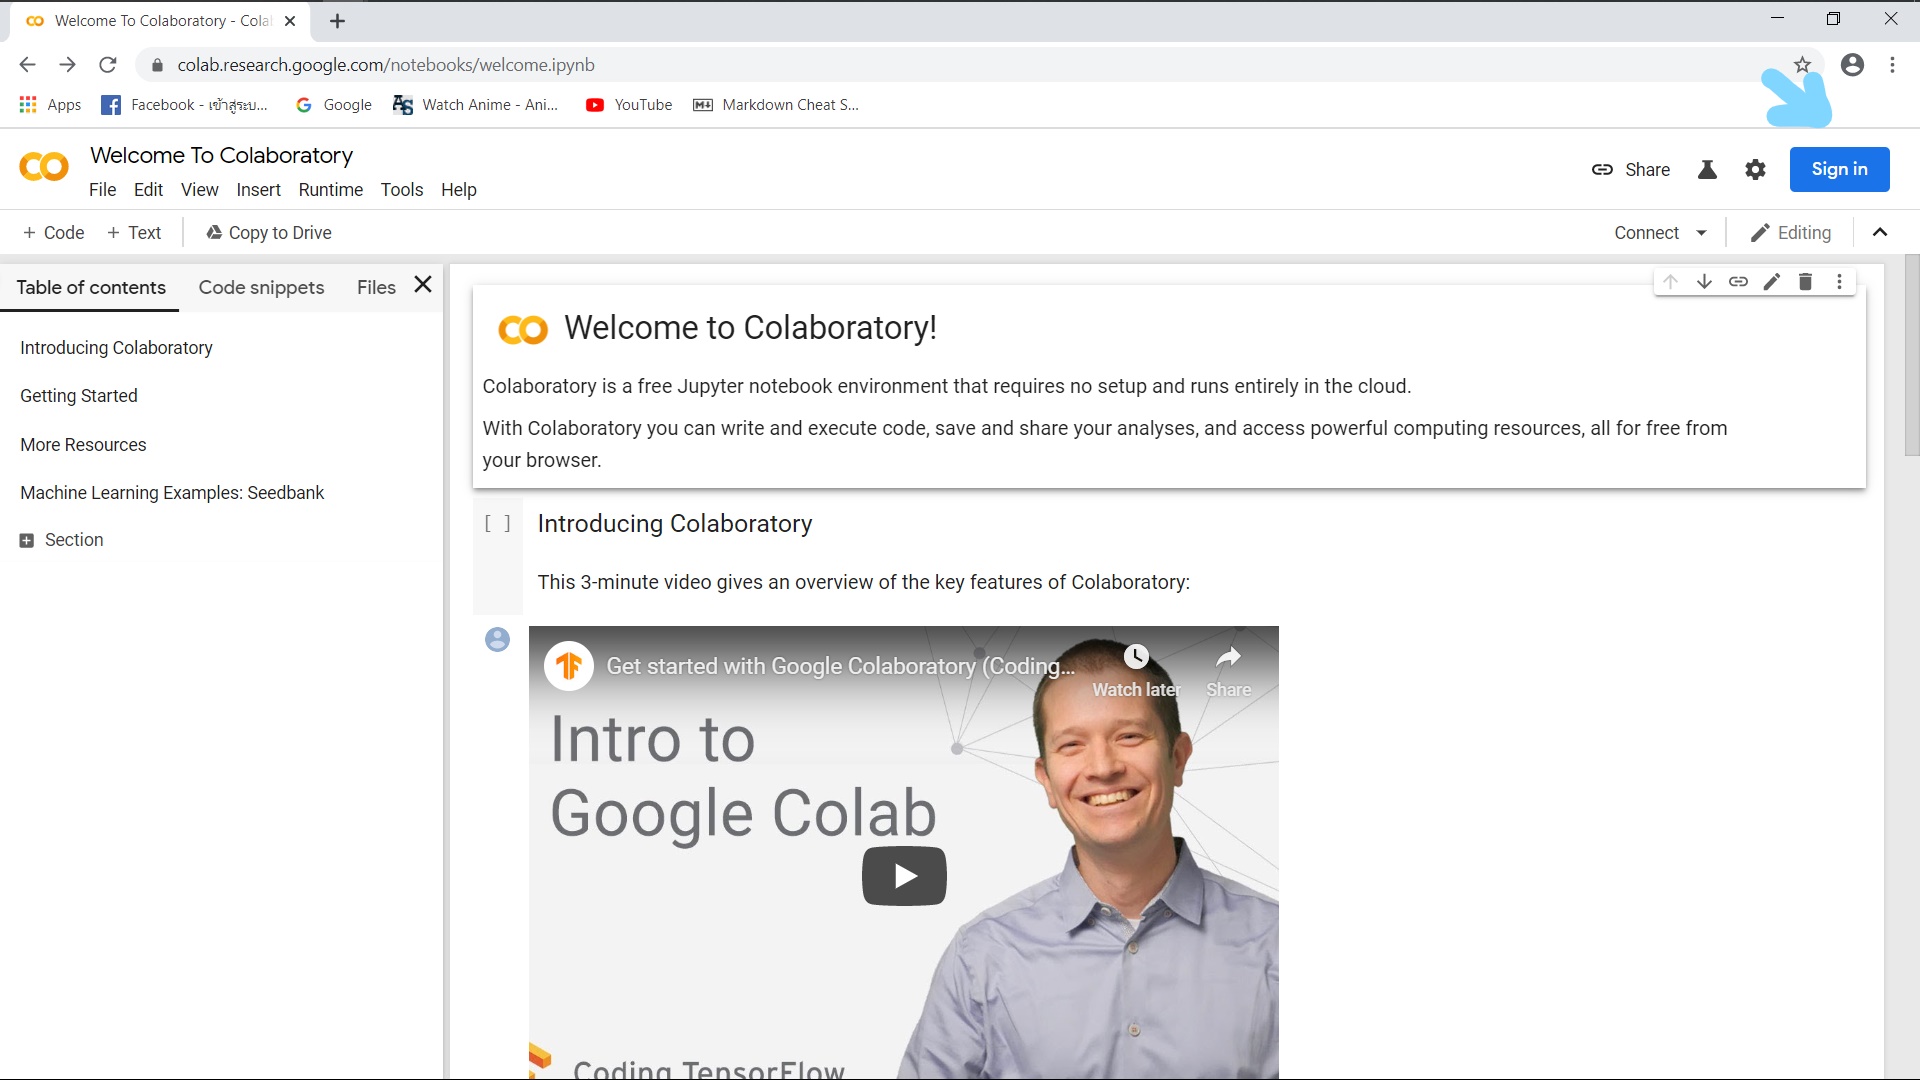 Welcome To Colaboratory - Cola
colab.research.google.com/notebooks/welcome.ipynb
Apps Facebook - เข้าสู่ระบ... Google Watch Anime - Ani... YouTube Markdown Cheat S...
Welcome To Colaboratory
File Edit View Insert Runtime Tools Help
Share Sign in
+ Code + Text Copy to Drive Connect Editing
Table of contents Code snippets Files
Introducing Colaboratory
Getting Started
More Resources
Machine Learning Examples: Seedbank
Section
CO Welcome to Colaboratory!
Colaboratory is a free Jupyter notebook environment that requires no setup and runs entirely in the cloud.
With Colaboratory you can write and execute code, save and share your analyses, and access powerful computing resources, all for free from
your browser.
[ ] Introducing Colaboratory
This 3-minute video gives an overview of the key features of Colaboratory:
Get started with Google Colaboratory (Coding...
Watch later Share
Intro to
Google Colab
Coding TensorFlow